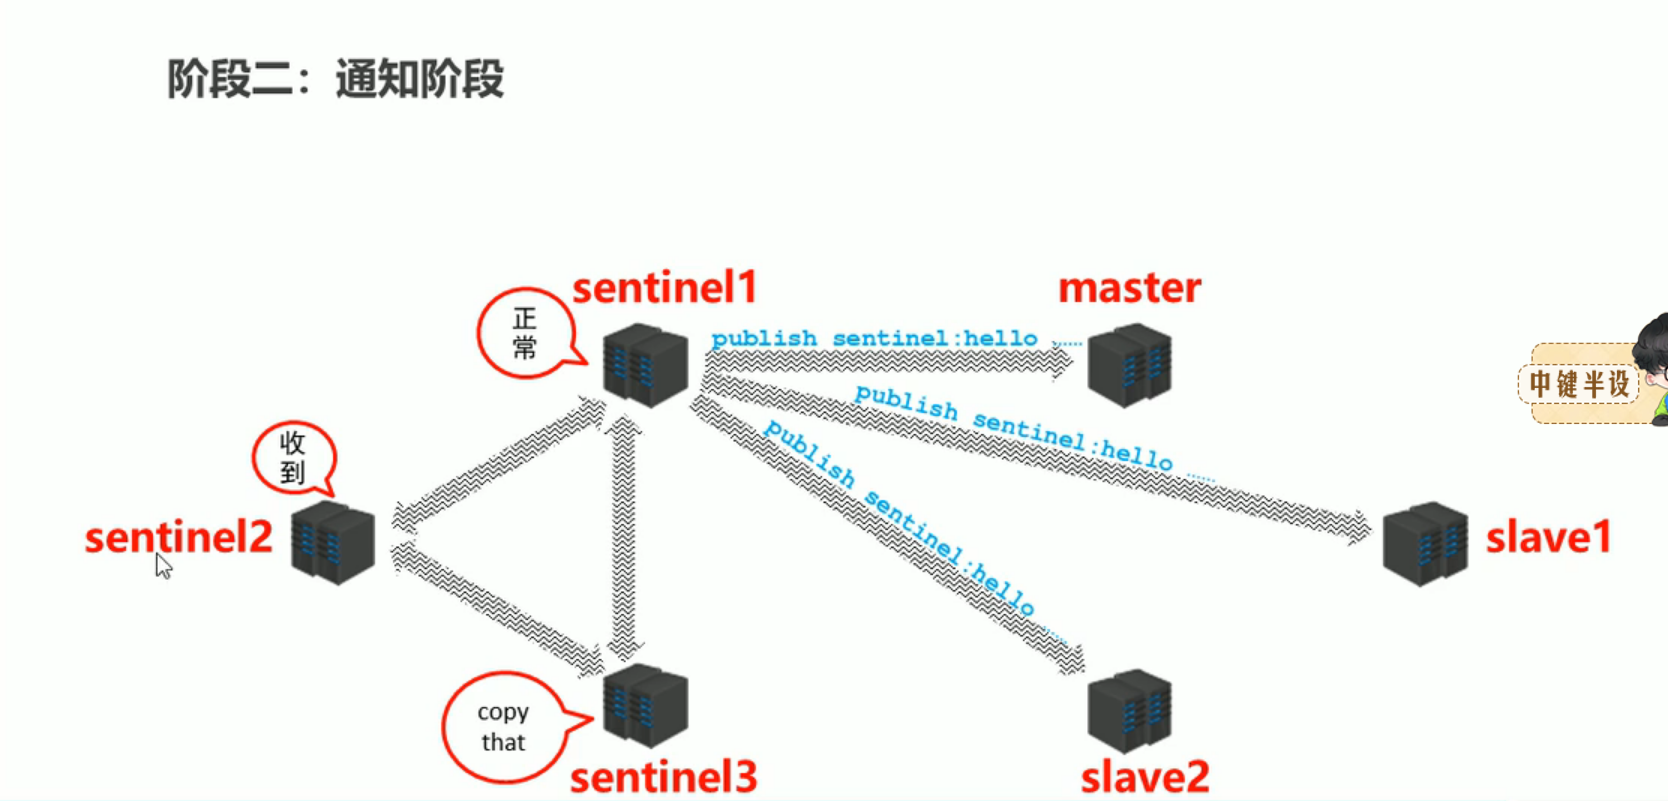 阶段二：通知阶段
sentinel1
master
正
常
publish sentinel:hello ……
publish sentinel:hello ……
publish sentinel:hello ……
中键半设
收
到
sentinel2
slave1
copy
that
sentinel3
slave2